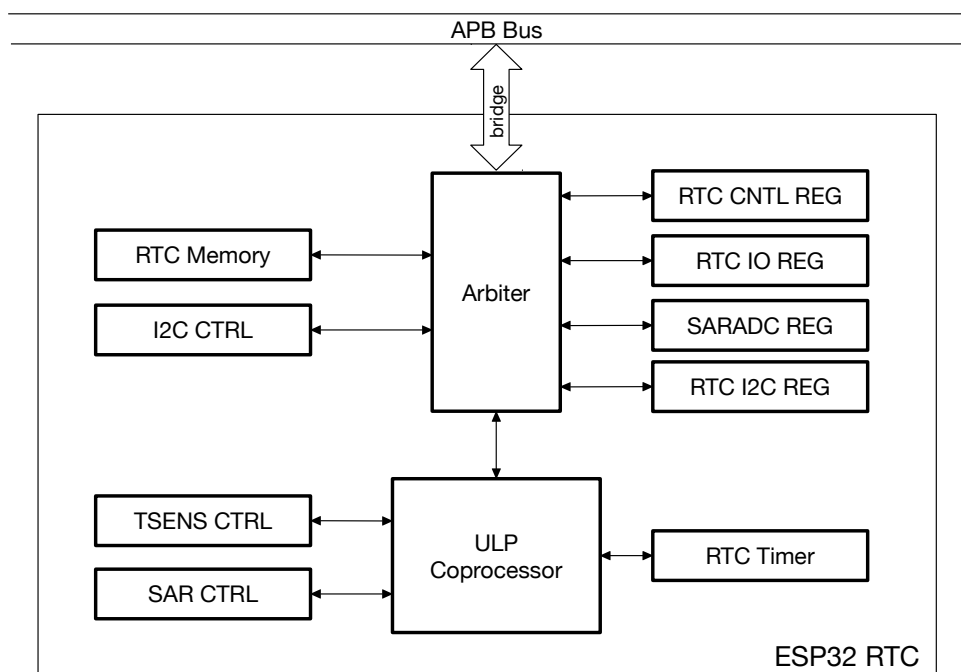 APB Bus
bridge
RTC CNTL REG
RTC Memory
RTC IO REG
Arbiter
I2C CTRL
SARADC REG
RTC I2C REG
TSENS CTRL
ULP
Coprocessor
RTC Timer
SAR CTRL
ESP32 RTC